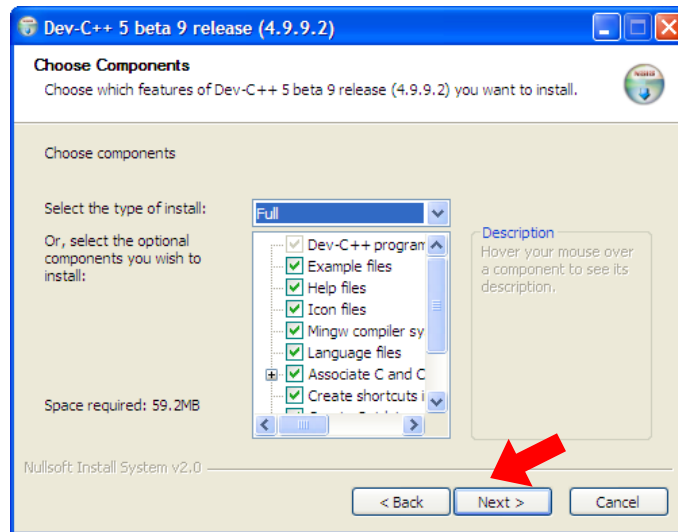 Dev-C++ 5 beta 9 release (4.9.9.2)
Choose Components
Choose which features of Dev-C++ 5 beta 9 release (4.9.9.2) you want to install.
Choose components
Select the type of install:
Full
Or, select the optional
components you wish to
install:
Dev-C++ program
Example files
Help files
Icon files
Mingw compiler sy
Language files
Associate C and C
Create shortcuts i
Description
Hover your mouse over
a component to see its
description.
Space required: 59.2MB
Nullsoft Install System v2.0
< Back
Next >
Cancel